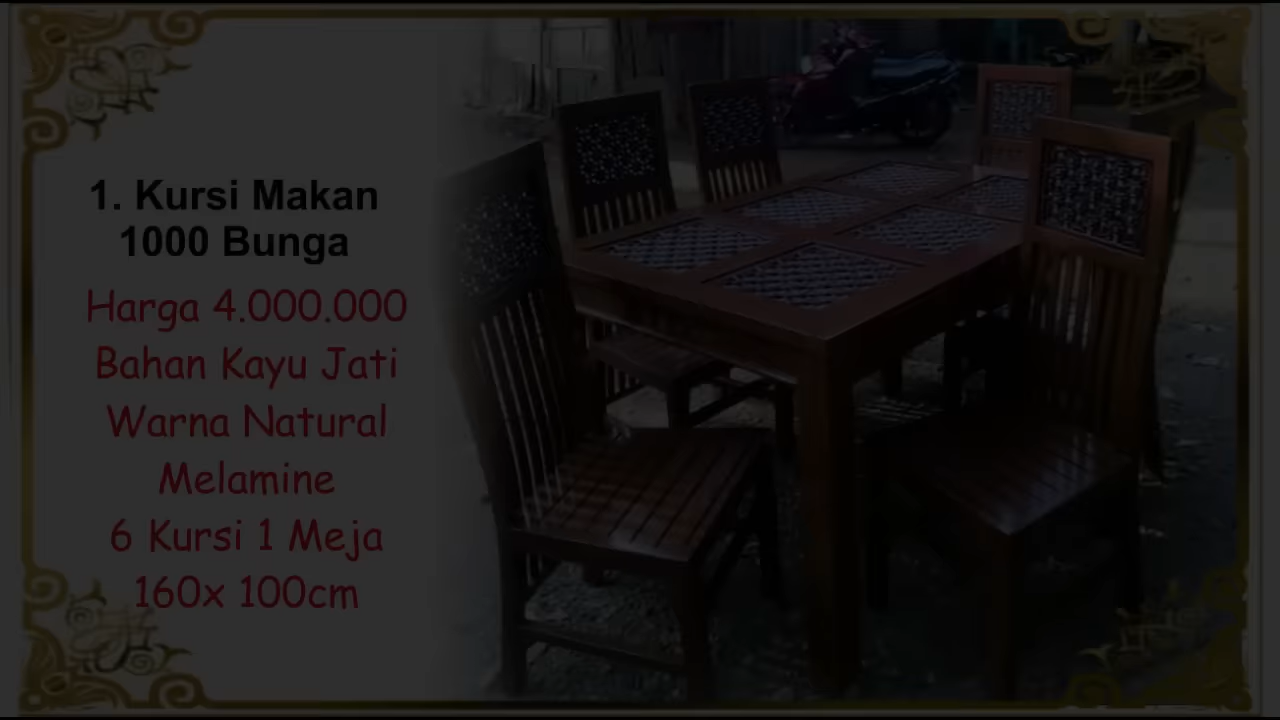 1. Kursi Makan
1000 Bunga
Harga 4.000.000
Bahan Kayu Jati
Warna Natural
Melamine
6 Kursi 1 Meja
160x 100cm